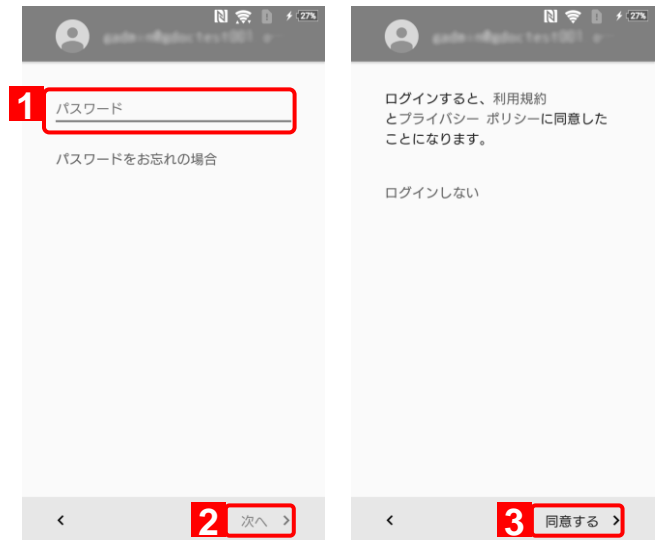 27%
1
パスワード
パスワードをお忘れの場合
2
次へ
27%
ログインすると、利用規約
とプライバシー ポリシーに同意した
ことになります。
ログインしない
3
同意する